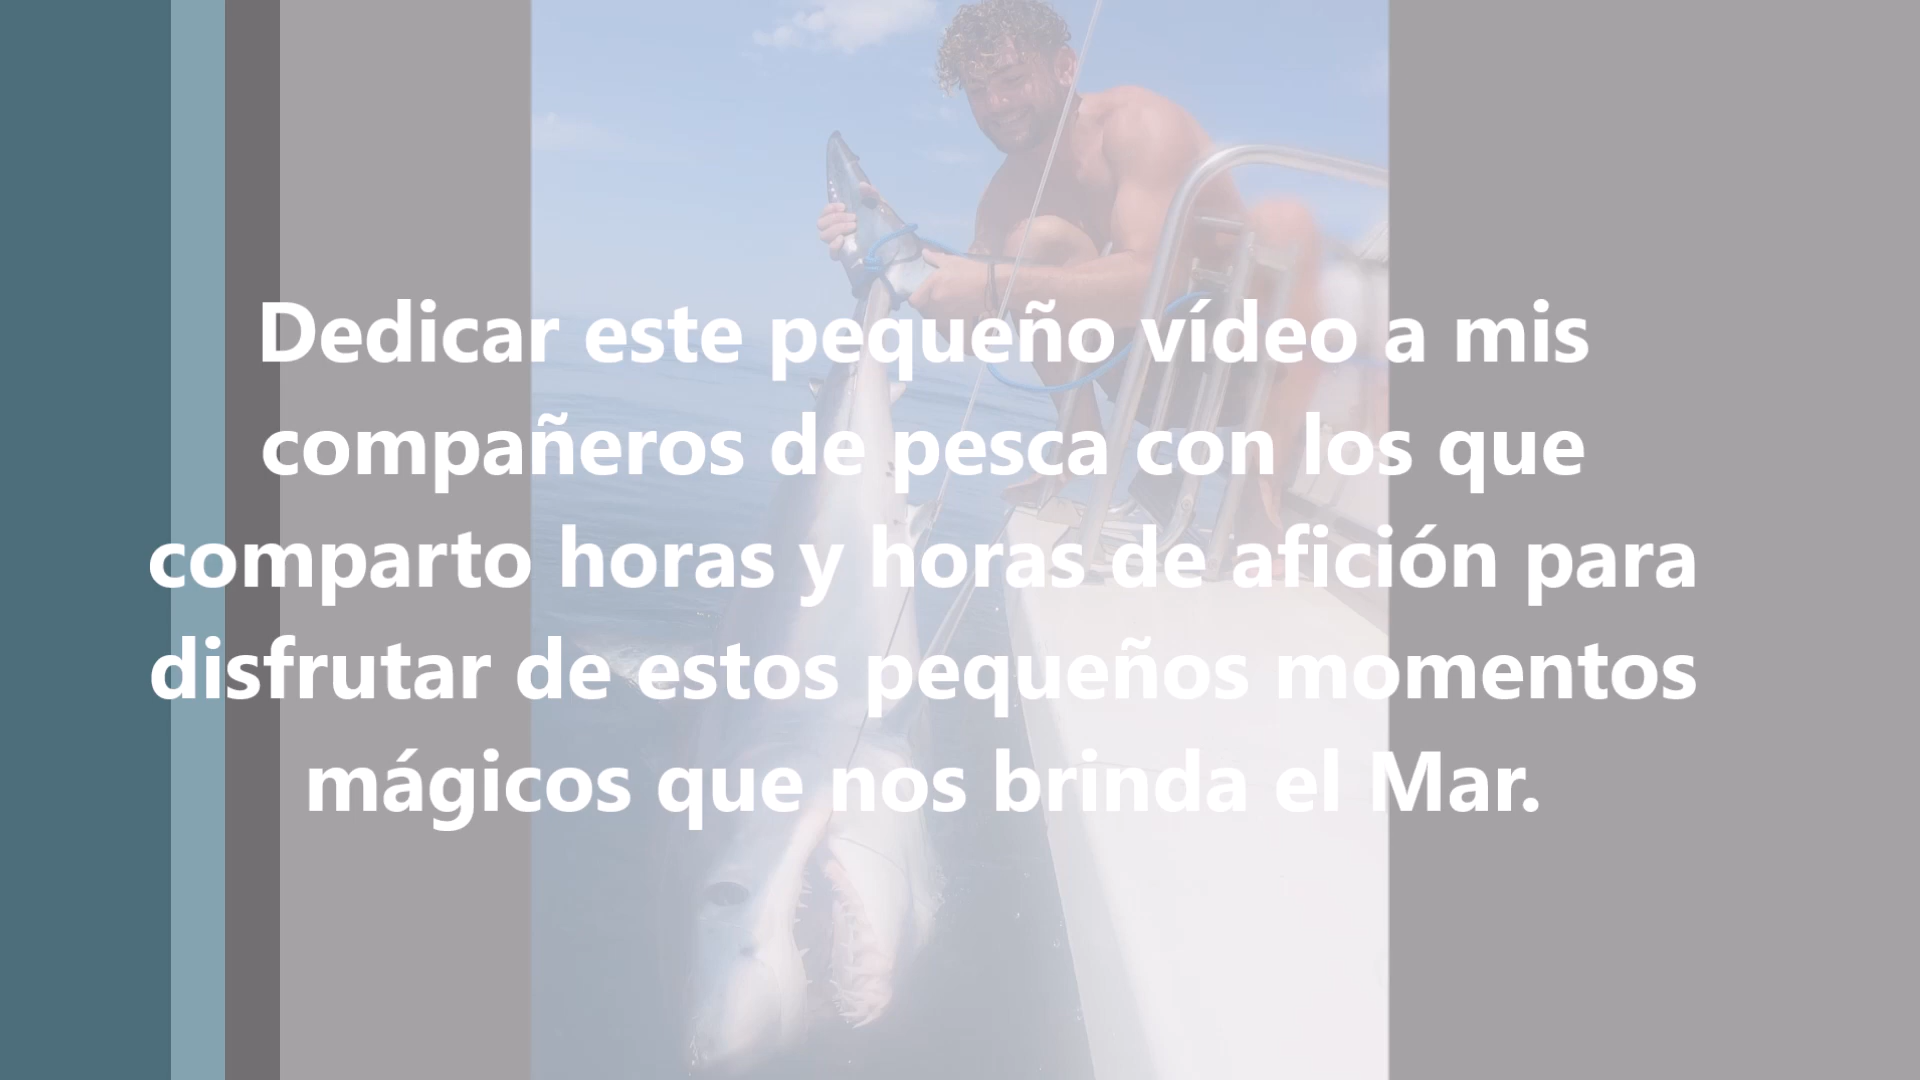 Dedicar este pequeño vídeo a mis
compañeros de pesca con los que
comparto horas y horas de afición para
disfrutar de estos pequeños momentos
mágicos que nos brinda el Mar.